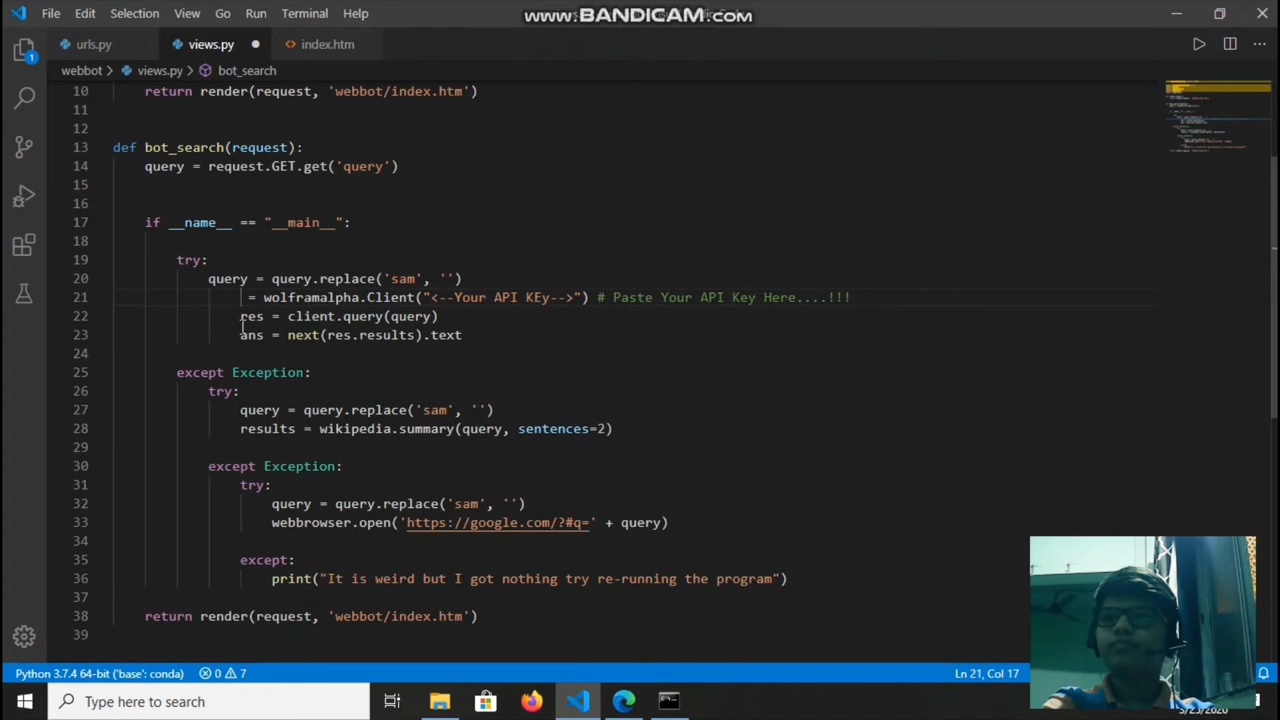 File Edit Selection View Go Run Terminal Help
www.BANDICAM.com
urls.py views.py index.htm
webbot > views.py > bot_search
10 return render(request, 'webbot/index.htm')
11
12
13 def bot_search(request):
14 query = request.GET.get('query')
15
16
17 if __name__ == "__main__":
18
19 try:
20 query = query.replace('sam', '')
21 = wolframalpha.Client("<--Your API KEy-->") # Paste Your API Key Here....!!!
22 res = client.query(query)
23 ans = next(res.results).text
24
25 except Exception:
26 try:
27 query = query.replace('sam', '')
28 results = wikipedia.summary(query, sentences=2)
29
30 except Exception:
31 try:
32 query = query.replace('sam', '')
33 webbrowser.open('https://google.com/?#q=' + query)
34
35 except:
36 print("It is weird but I got nothing try re-running the program")
37
38 return render(request, 'webbot/index.htm')
39
1
Python 3.7.4 64-bit ('base': conda) 0 7 Ln 21, Col 17
Type here to search
3/25/2020